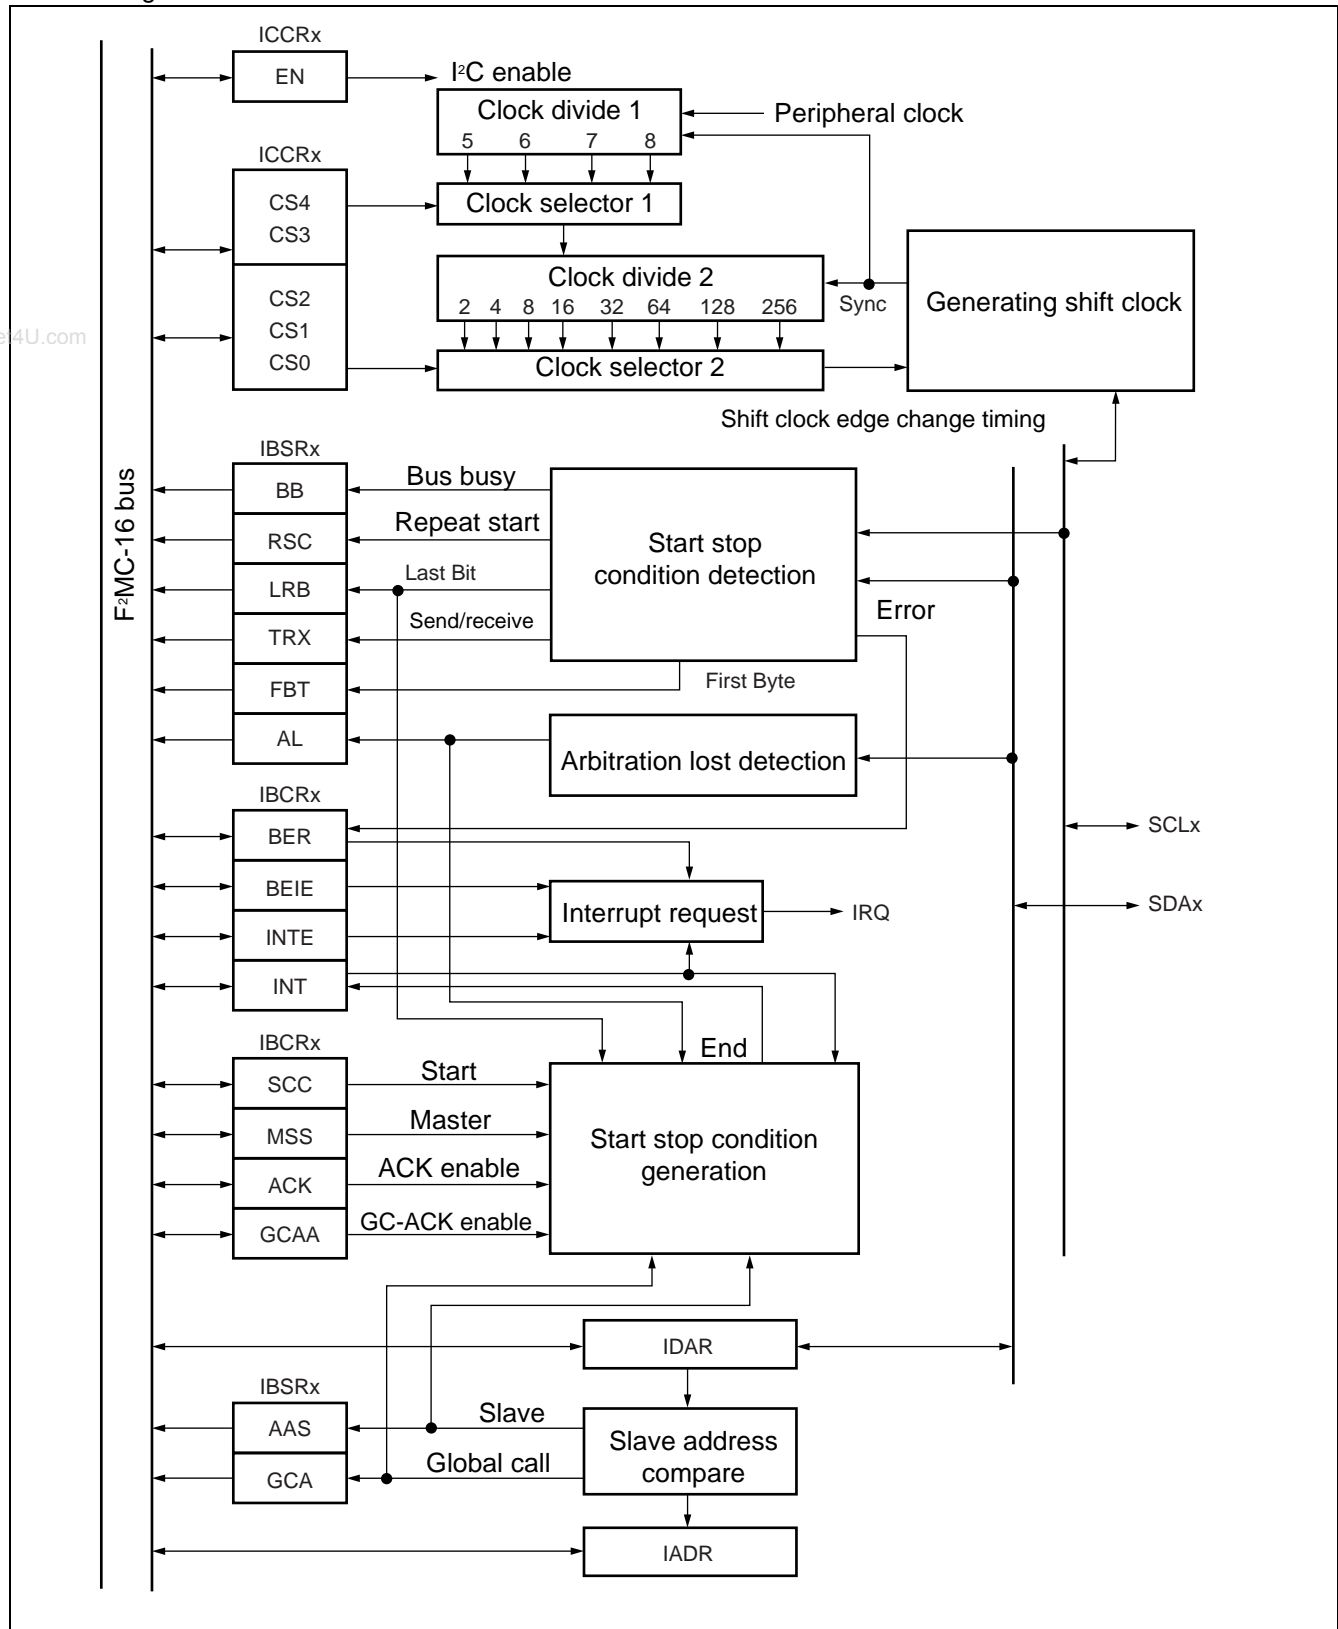 ICCRx
EN
I²C enable
Clock divide 1
Peripheral clock
5 6 7 8
ICCRx
CS4
CS3
Clock selector 1
CS2
CS1
CS0
Clock divide 2
2 4 8 16 32 64 128 256
Sync
Generating shift clock
Clock selector 2
et4U.com
Shift clock edge change timing
F²MC-16 bus
IBSRx
BB
Bus busy
RSC
Repeat start
LRB
Last Bit
TRX
Send/receive
FBT
First Byte
AL
Start stop
condition detection
Error
Arbitration lost detection
IBCRx
BER
BEIE
INTE
INT
Interrupt request
IRQ
SCLx
SDAx
End
IBCRx
SCC
Start
MSS
Master
ACK
ACK enable
GCAA
GC-ACK enable
Start stop condition
generation
IDAR
IBSRx
AAS
Slave
GCA
Global call
Slave address
compare
IADR